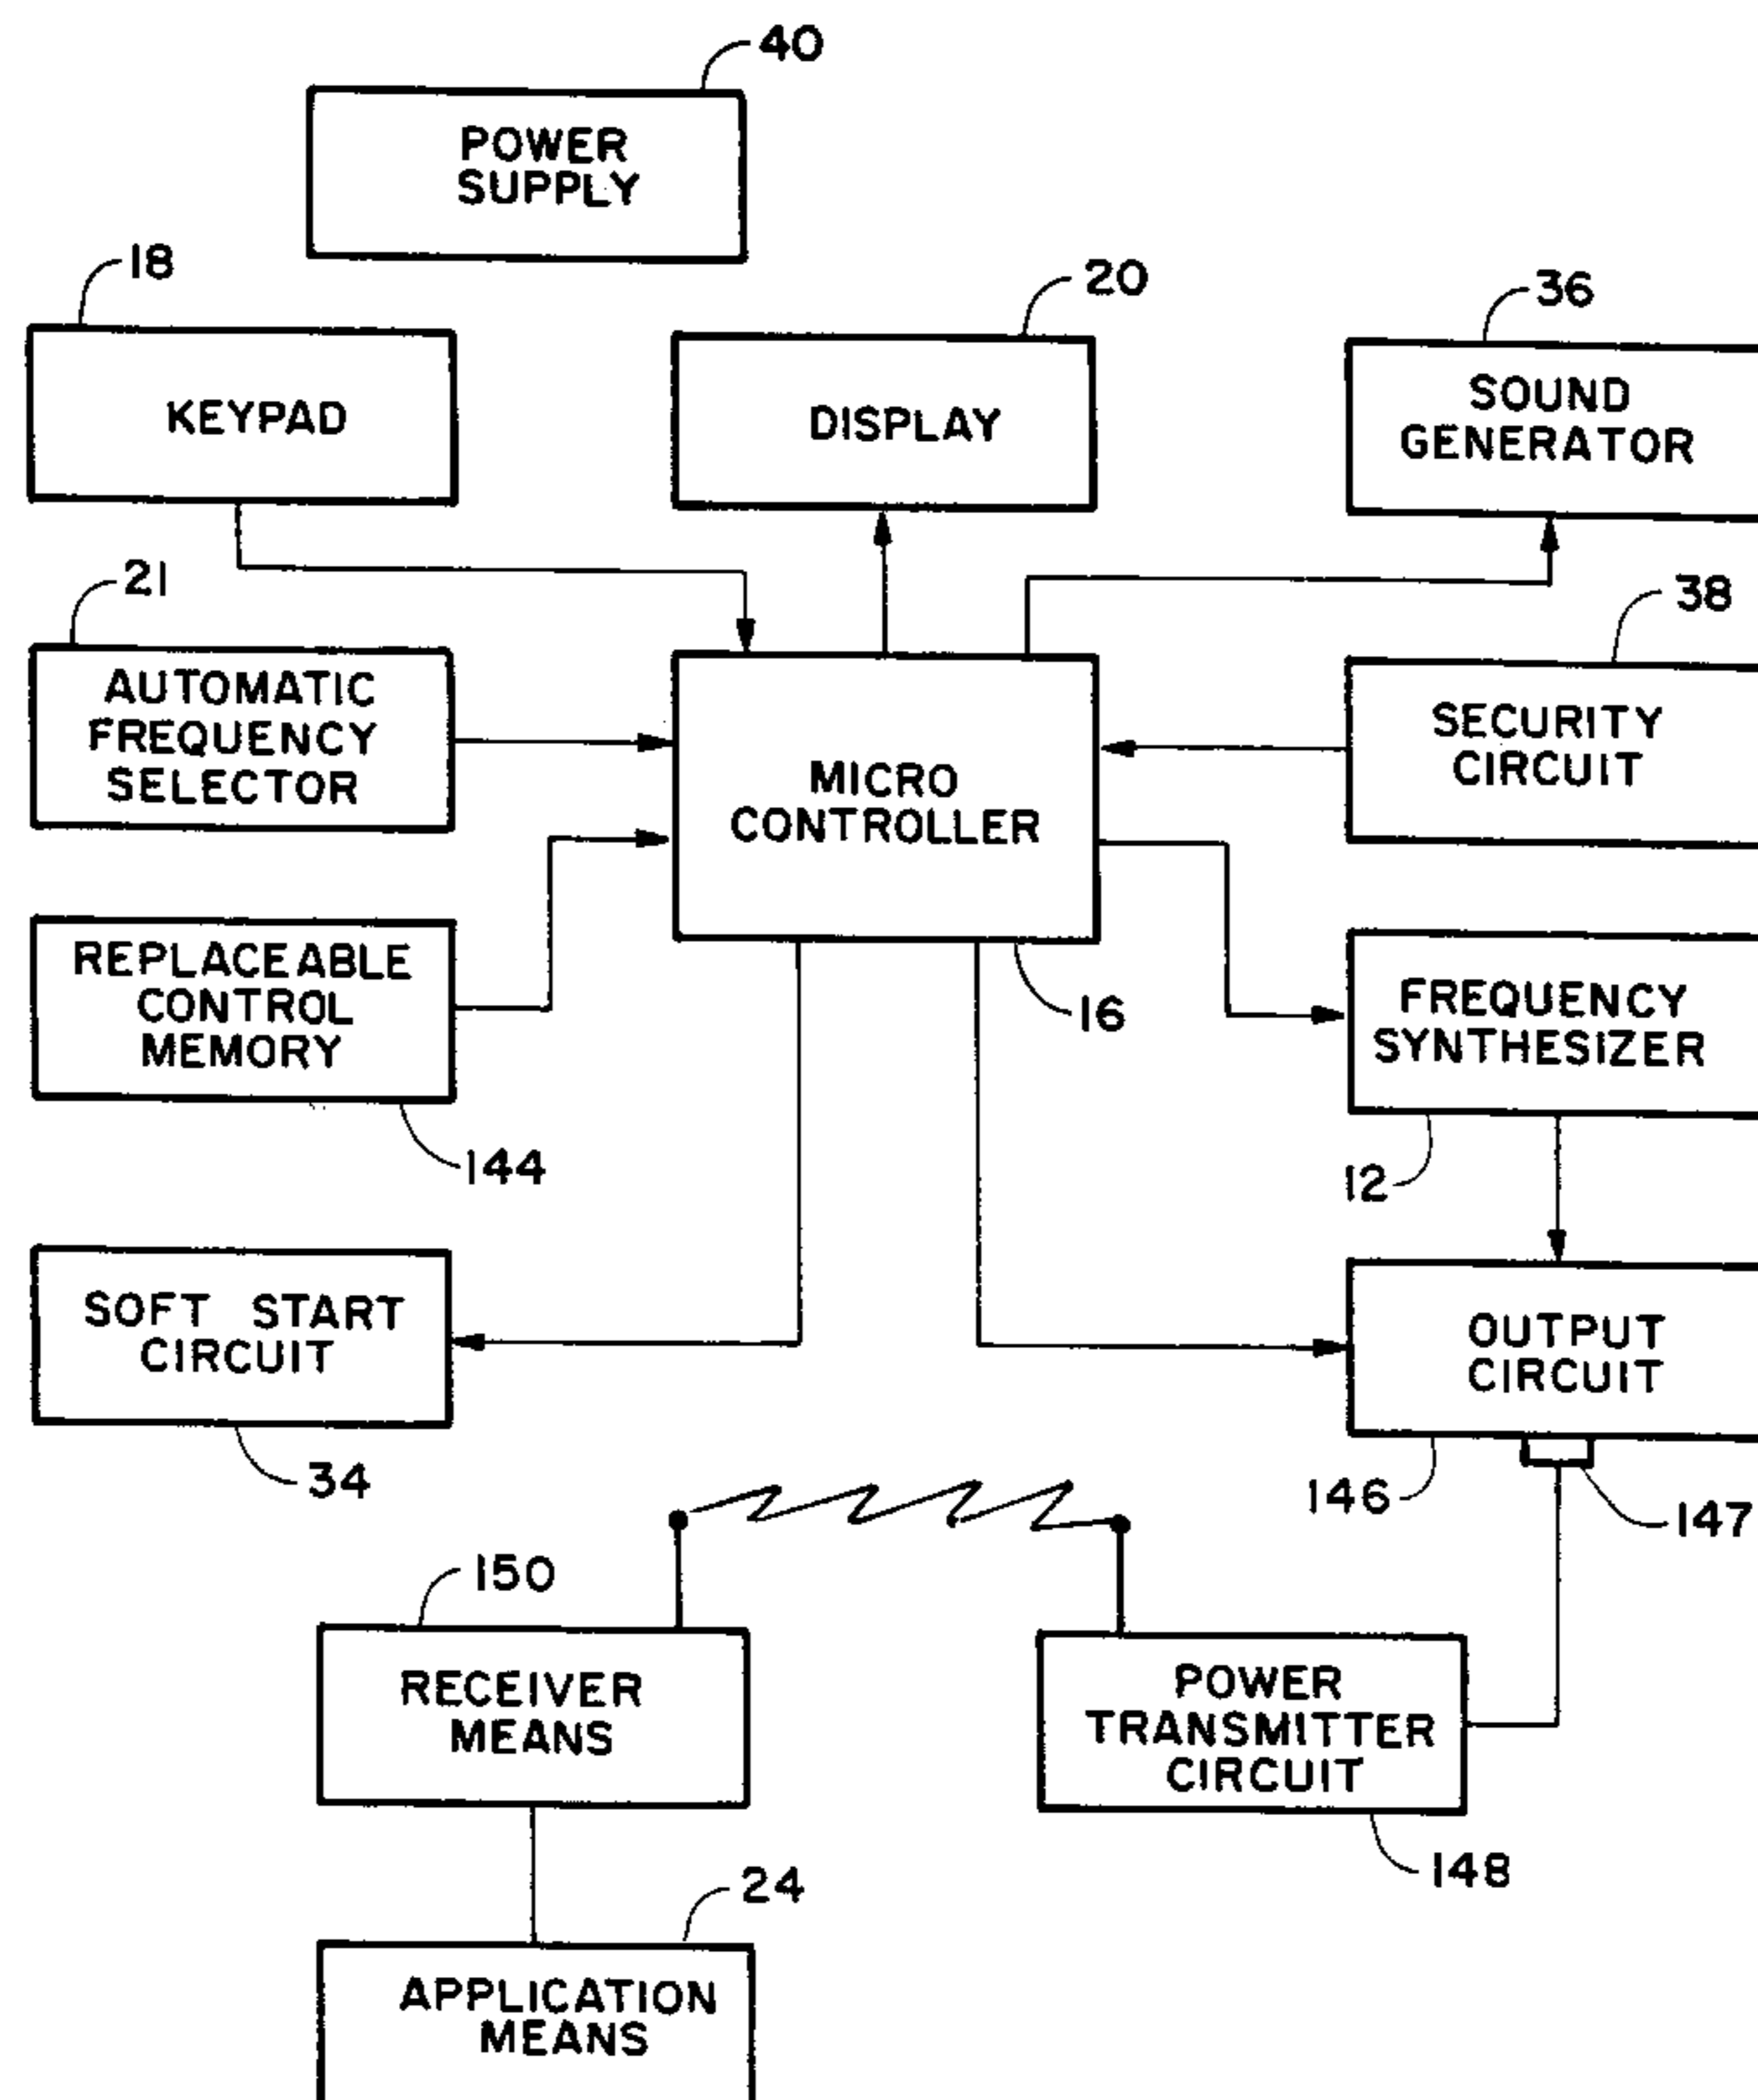 40
POWER
SUPPLY
18
20
36
KEYPAD
DISPLAY
SOUND
GENERATOR
21
38
AUTOMATIC
FREQUENCY
SELECTOR
MICRO
CONTROLLER
SECURITY
CIRCUIT
REPLACEABLE
CONTROL
MEMORY
16
FREQUENCY
SYNTHESIZER
144
12
SOFT START
CIRCUIT
OUTPUT
CIRCUIT
34
146
147
150
RECEIVER
MEANS
POWER
TRANSMITTER
CIRCUIT
148
24
APPLICATION
MEANS